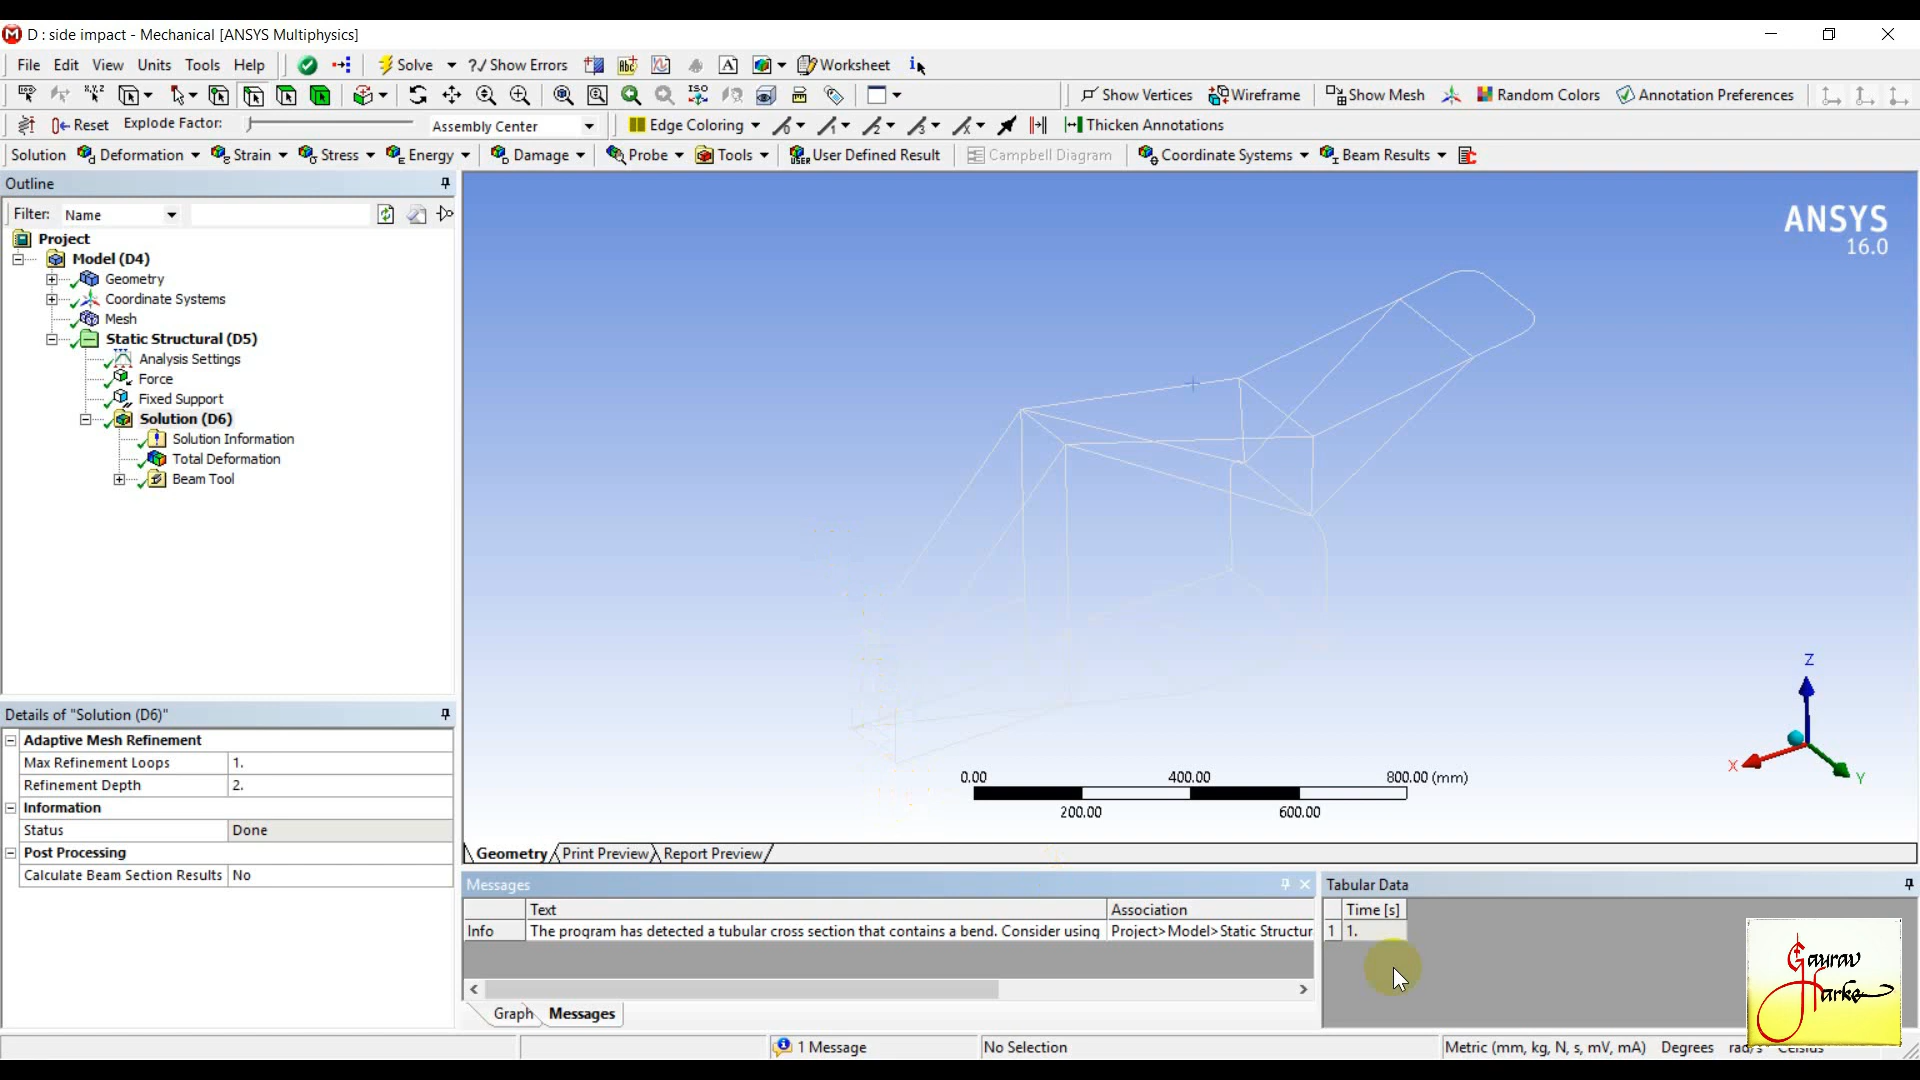 D : side impact - Mechanical [ANSYS Multiphysics]
File Edit View Units Tools Help Solve ?/ Show Errors Worksheet
Show Vertices Wireframe Show Mesh Random Colors Annotation Preferences
Reset Explode Factor: Assembly Center Edge Coloring Thicken Annotations
Solution Deformation Strain Stress Energy Damage Probe Tools User Defined Result Campbell Diagram Coordinate Systems Beam Results
Outline
Filter: Name
Project
Model (D4)
Geometry
Coordinate Systems
Mesh
Static Structural (D5)
Analysis Settings
Force
Fixed Support
Solution (D6)
Solution Information
Total Deformation
Beam Tool
ANSYS
16.0
Z
X
Y
0.00 400.00 800.00 (mm)
200.00 600.00
Details of "Solution (D6)"
Adaptive Mesh Refinement
Max Refinement Loops 1.
Refinement Depth 2.
Information
Status Done
Post Processing
Calculate Beam Section Results No
Geometry Print Preview Report Preview
Messages
Text Association
Info The program has detected a tubular cross section that contains a bend. Consider using Project>Model>Static Structur
Graph Messages
Tabular Data
Time [s]
1 1.
Gaurav
Harke
1 Message No Selection Metric (mm, kg, N, s, mV, mA) Degrees rad/s Celsius